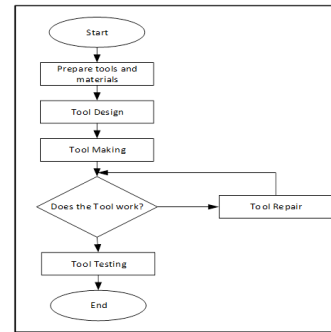 Start
Prepare tools and
materials
Tool Design
Tool Making
Does the Tool work?
Tool Repair
Tool Testing
End